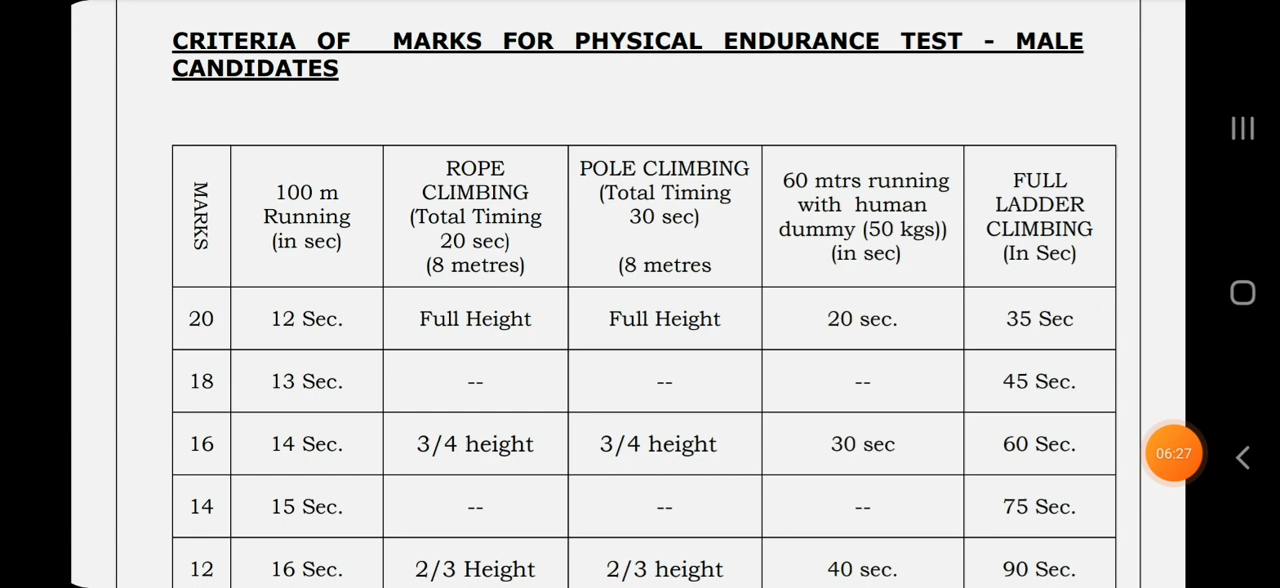 CRITERIA OF MARKS FOR PHYSICAL ENDURANCE TEST - MALE
CANDIDATES
MARKS
100 m
Running
(in sec)
ROPE
CLIMBING
(Total Timing
20 sec)
(8 metres)
POLE CLIMBING
(Total Timing
30 sec)
(8 metres
60 mtrs running
with human
dummy (50 kgs))
(in sec)
FULL
LADDER
CLIMBING
(In Sec)
20 12 Sec. Full Height Full Height 20 sec. 35 Sec
18 13 Sec. -- -- -- 45 Sec.
16 14 Sec. 3/4 height 3/4 height 30 sec 60 Sec.
14 15 Sec. -- -- -- 75 Sec.
12 16 Sec. 2/3 Height 2/3 height 40 sec. 90 Sec.
06:27